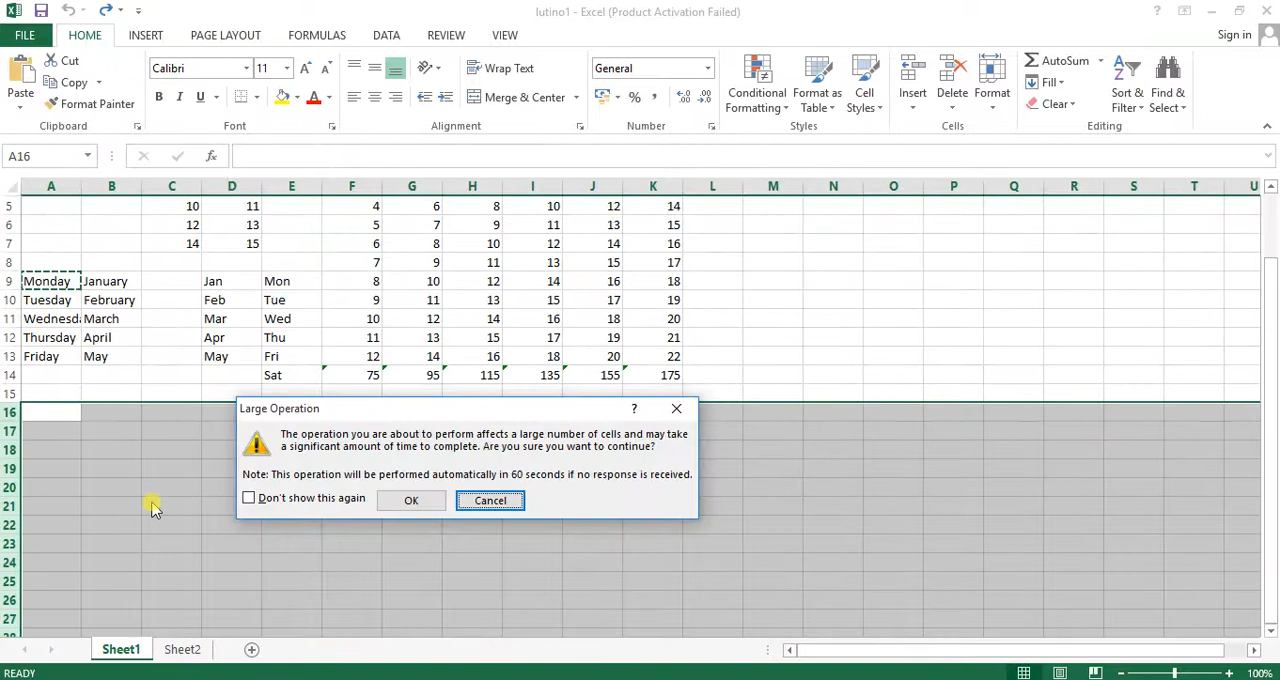 lutino1 - Excel (Product Activation Failed)
FILE HOME INSERT PAGE LAYOUT FORMULAS DATA REVIEW VIEW Sign in
Paste Cut Copy Format Painter Clipboard
Calibri 11 B I U A A A Font
Wrap Text Merge & Center Alignment
General % , Number
Conditional Formatting Format as Table Cell Styles Styles
Insert Delete Format Cells
AutoSum Fill Clear Sort & Filter Find & Select Editing
A16 fx
A B C D E F G H I J K L M N O P Q R S T U
5 10 11 4 6 8 10 12 14
6 12 13 5 7 9 11 13 15
7 14 15 6 8 10 12 14 16
8 7 9 11 13 15 17
9 Monday January Jan Mon 8 10 12 14 16 18
10 Tuesday February Feb Tue 9 11 13 15 17 19
11 Wednesda March Mar Wed 10 12 14 16 18 20
12 Thursday April Apr Thu 11 13 15 17 19 21
13 Friday May May Fri 12 14 16 18 20 22
14 Sat 75 95 115 135 155 175
15
16
17
18
19
20
21
22
23
24
25
26
27
28
Large Operation ?
The operation you are about to perform affects a large number of cells and may take
a significant amount of time to complete. Are you sure you want to continue?
Note: This operation will be performed automatically in 60 seconds if no response is received.
Don't show this again OK Cancel
Sheet1 Sheet2
READY 100%